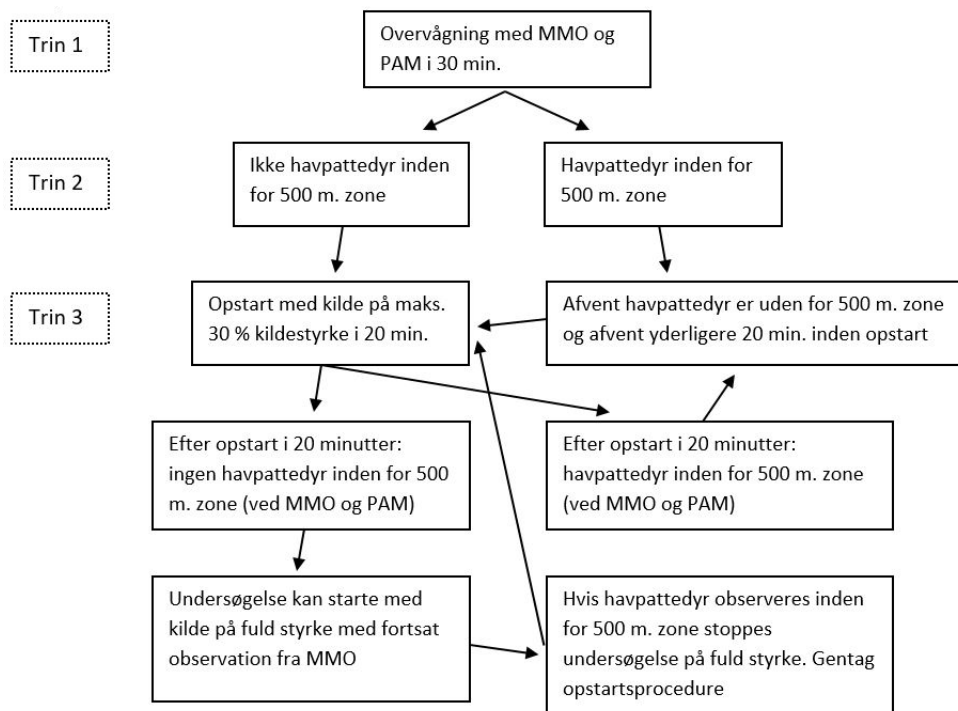 Trin 1
Overvågning med MMO og
PAM i 30 min.
Trin 2
Ikke havpattedyr inden
for 500 m. zone
Havpattedyr inden for
500 m. zone
Trin 3
Opstart med kilde på maks.
30 % kildestyrke i 20 min.
Afvent havpattedyr er uden for 500 m. zone
og afvent yderligere 20 min. inden opstart
Efter opstart i 20 minutter:
ingen havpattedyr inden for 500
m. zone (ved MMO og PAM)
Efter opstart i 20 minutter:
havpattedyr inden for 500 m. zone
(ved MMO og PAM)
Undersøgelse kan starte med
kilde på fuld styrke med fortsat
observation fra MMO
Hvis havpattedyr observeres inden
for 500 m. zone stoppes
undersøgelse på fuld styrke. Gentag
opstartsprocedure